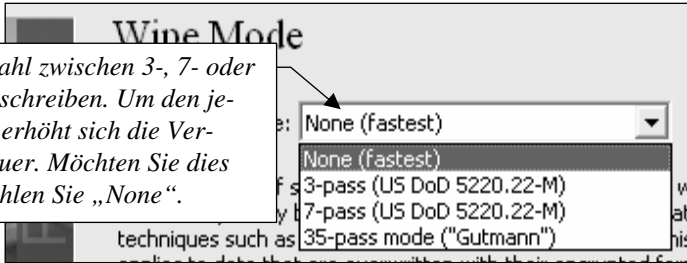 Wipe Mode
ahl zwischen 3-, 7- oder
schreiben. Um den je-
erhöht sich die Ver-
uer. Möchten Sie dies
hlen Sie „None“.
None (fastest)
None (fastest)
3-pass (US DoD 5220.22-M)
7-pass (US DoD 5220.22-M)
35-pass mode ("Gutmann")
techniques such as